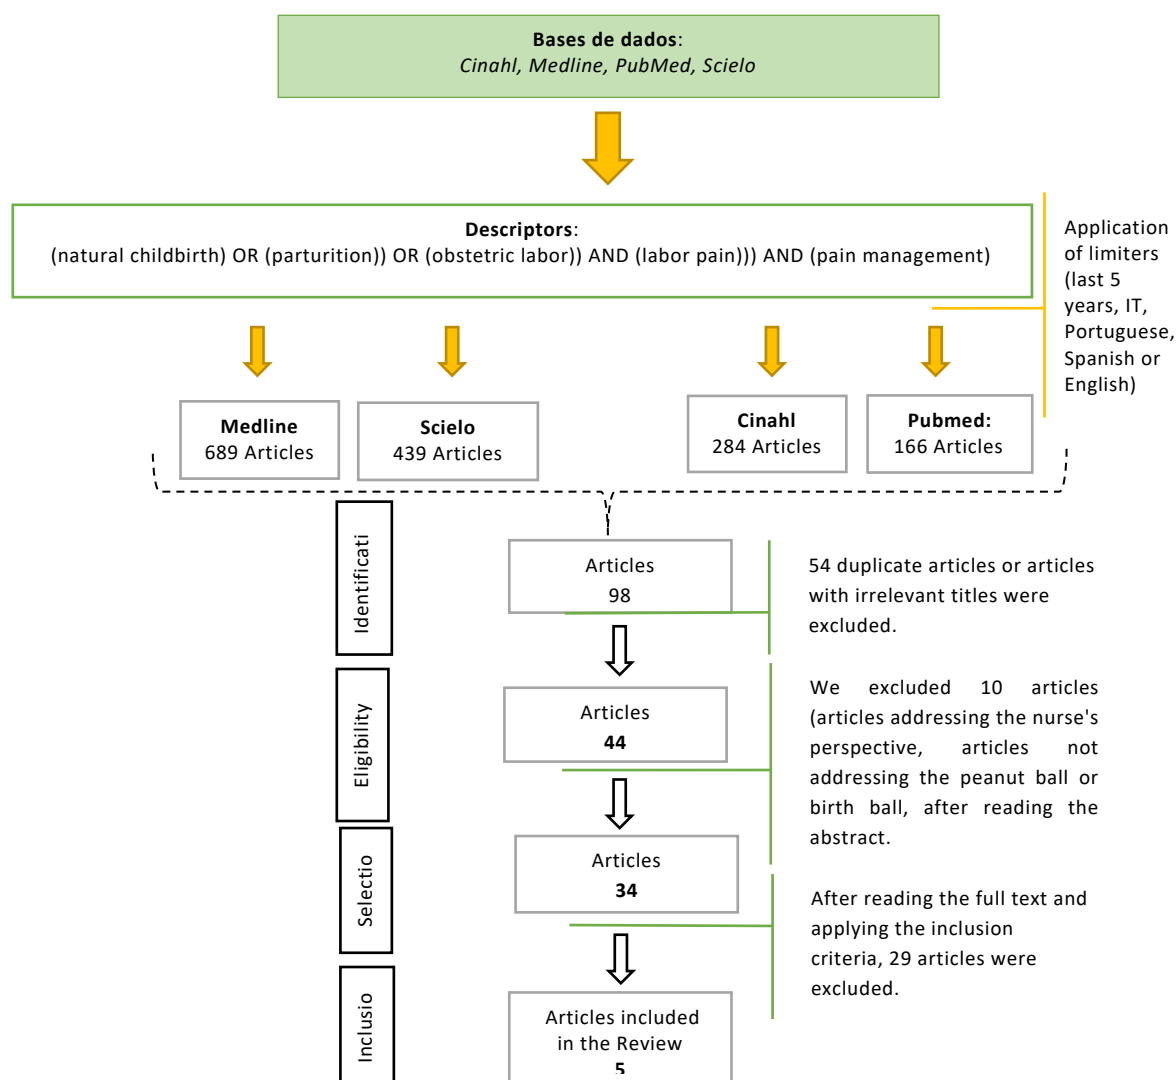 Bases de dados:
Cinahl, Medline, PubMed, Scielo
Descriptors:
(natural childbirth) OR (parturition)) OR (obstetric labor)) AND (labor pain))) AND (pain management)
Application
of limiters
(last 5
years, IT,
Portuguese,
Spanish or
English)
Medline
689 Articles
Scielo
439 Articles
Cinahl
284 Articles
Pubmed:
166 Articles
Identificati
Articles
98
54 duplicate articles or articles
with irrelevant titles were
excluded.
Eligibility
Articles
44
We excluded 10 articles
(articles addressing the nurse's
perspective, articles not
addressing the peanut ball or
birth ball, after reading the
abstract.
Selectio
Articles
34
After reading the full text and
applying the inclusion
criteria, 29 articles were
excluded.
Inclusio
Articles included
in the Review
5